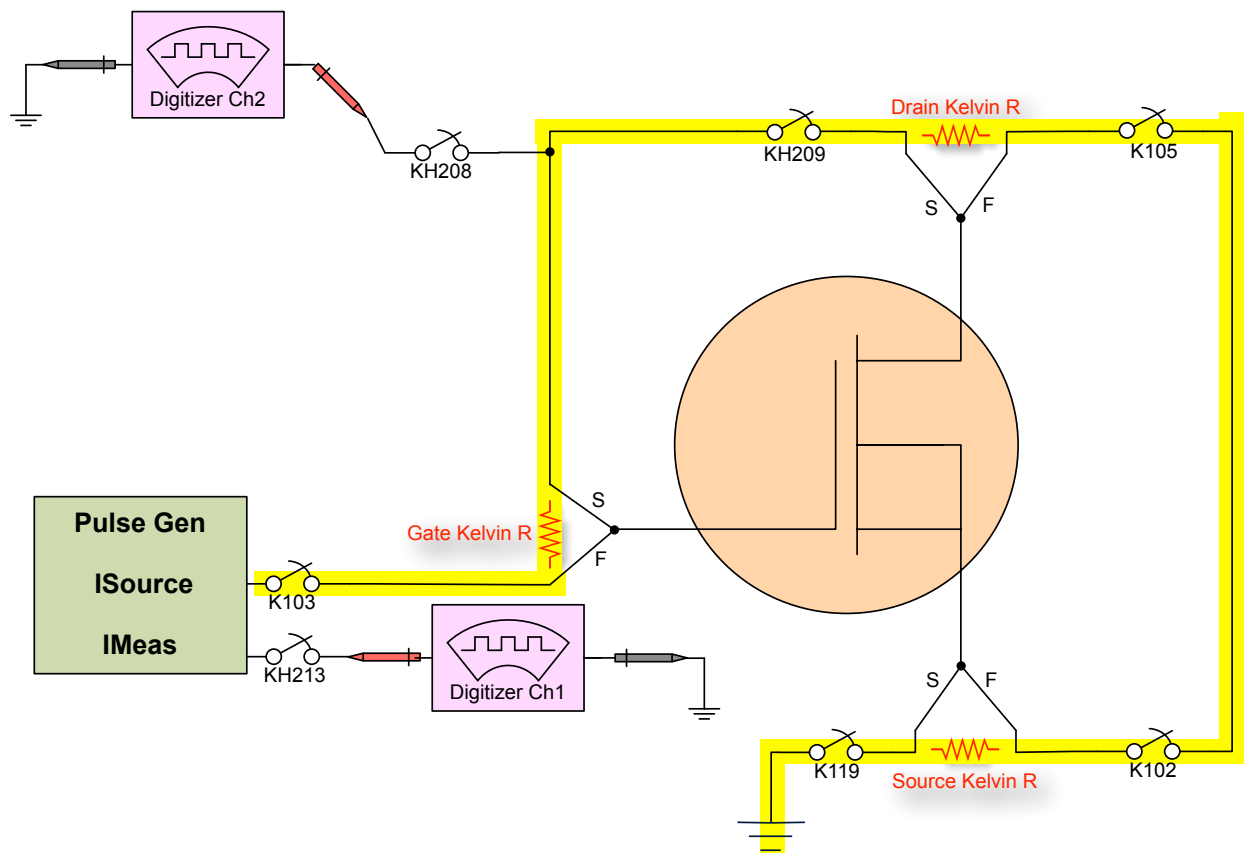 Digitizer Ch2
KH208
KH209
Drain Kelvin R
K105
S
F
Pulse Gen
ISource
IMeas
K103
KH213
Gate Kelvin R
S
F
Digitizer Ch1
S
F
K119
Source Kelvin R
K102